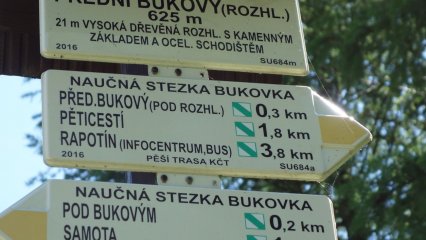 PŘEDNÍ BUKOVÝ (ROZHL.)
625 m
21 m VYSOKÁ DŘEVĚNÁ ROZHL. S KAMENNÝM
ZÁKLADEM A OCEL. SCHODIŠTĚM
2016 SU684m
NAUČNÁ STEZKA BUKOVKA
PŘED.BUKOVÝ (POD ROZHL.) 0,3 km
PĚTICESTÍ 1,8 km
RAPOTÍN (INFOCENTRUM,BUS) 3,8 km
2016 PĚŠÍ TRASA KČT SU684a
NAUČNÁ STEZKA BUKOVKA
POD BUKOVÝM 0,2 km
SAMOTA